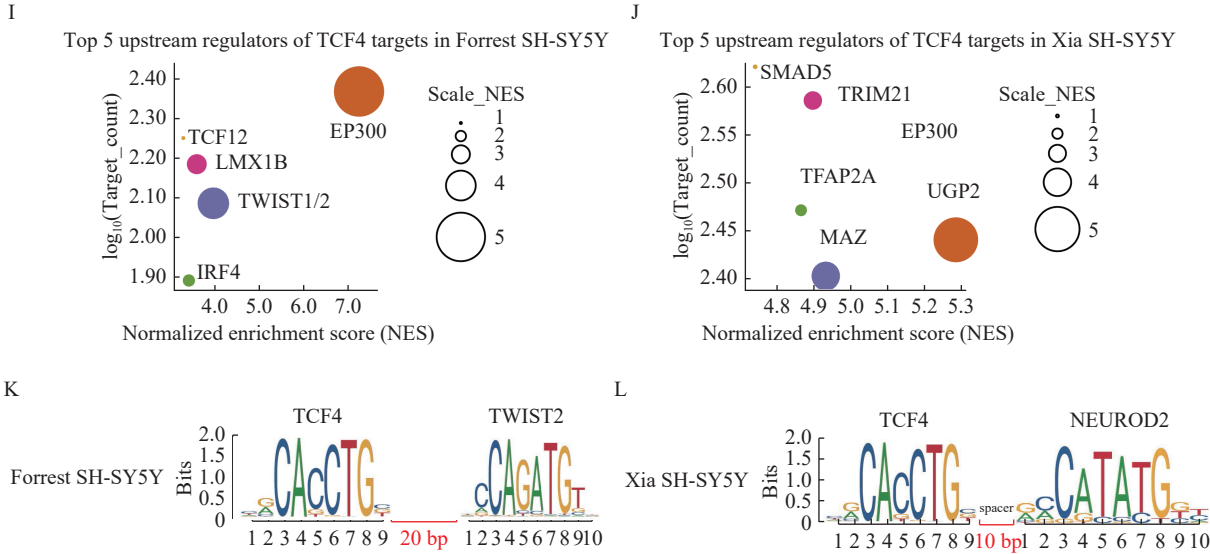 I
Top 5 upstream regulators of TCF4 targets in Forrest SH-SY5Y
log₁₀(Target_count)
2.40
2.30
2.20
2.10
2.00
1.90
TCF12
LMX1B
TWIST1/2
IRF4
EP300
4.0 5.0 6.0 7.0
Normalized enrichment score (NES)
Scale_NES
1
2
3
4
5
J
Top 5 upstream regulators of TCF4 targets in Xia SH-SY5Y
log₁₀(Target_count)
2.60
2.55
2.50
2.45
2.40
SMAD5
TRIM21
EP300
TFAP2A
UGP2
MAZ
4.8 4.9 5.0 5.1 5.2 5.3
Normalized enrichment score (NES)
Scale_NES
1
2
3
4
5
K
Forrest SH-SY5Y
TCF4
TWIST2
Bits
2.0
1.5
1.0
0.5
0
CACCTG
CAGATG
1 2 3 4 5 6 7 8 9
20 bp
1 2 3 4 5 6 7 8 9 10
L
Xia SH-SY5Y
TCF4
NEUROD2
Bits
2.0
1.5
1.0
0.5
0
CACCTG
CATATG
spacer
1 2 3 4 5 6 7 8 9
10 bp
1 2 3 4 5 6 7 8 9 10